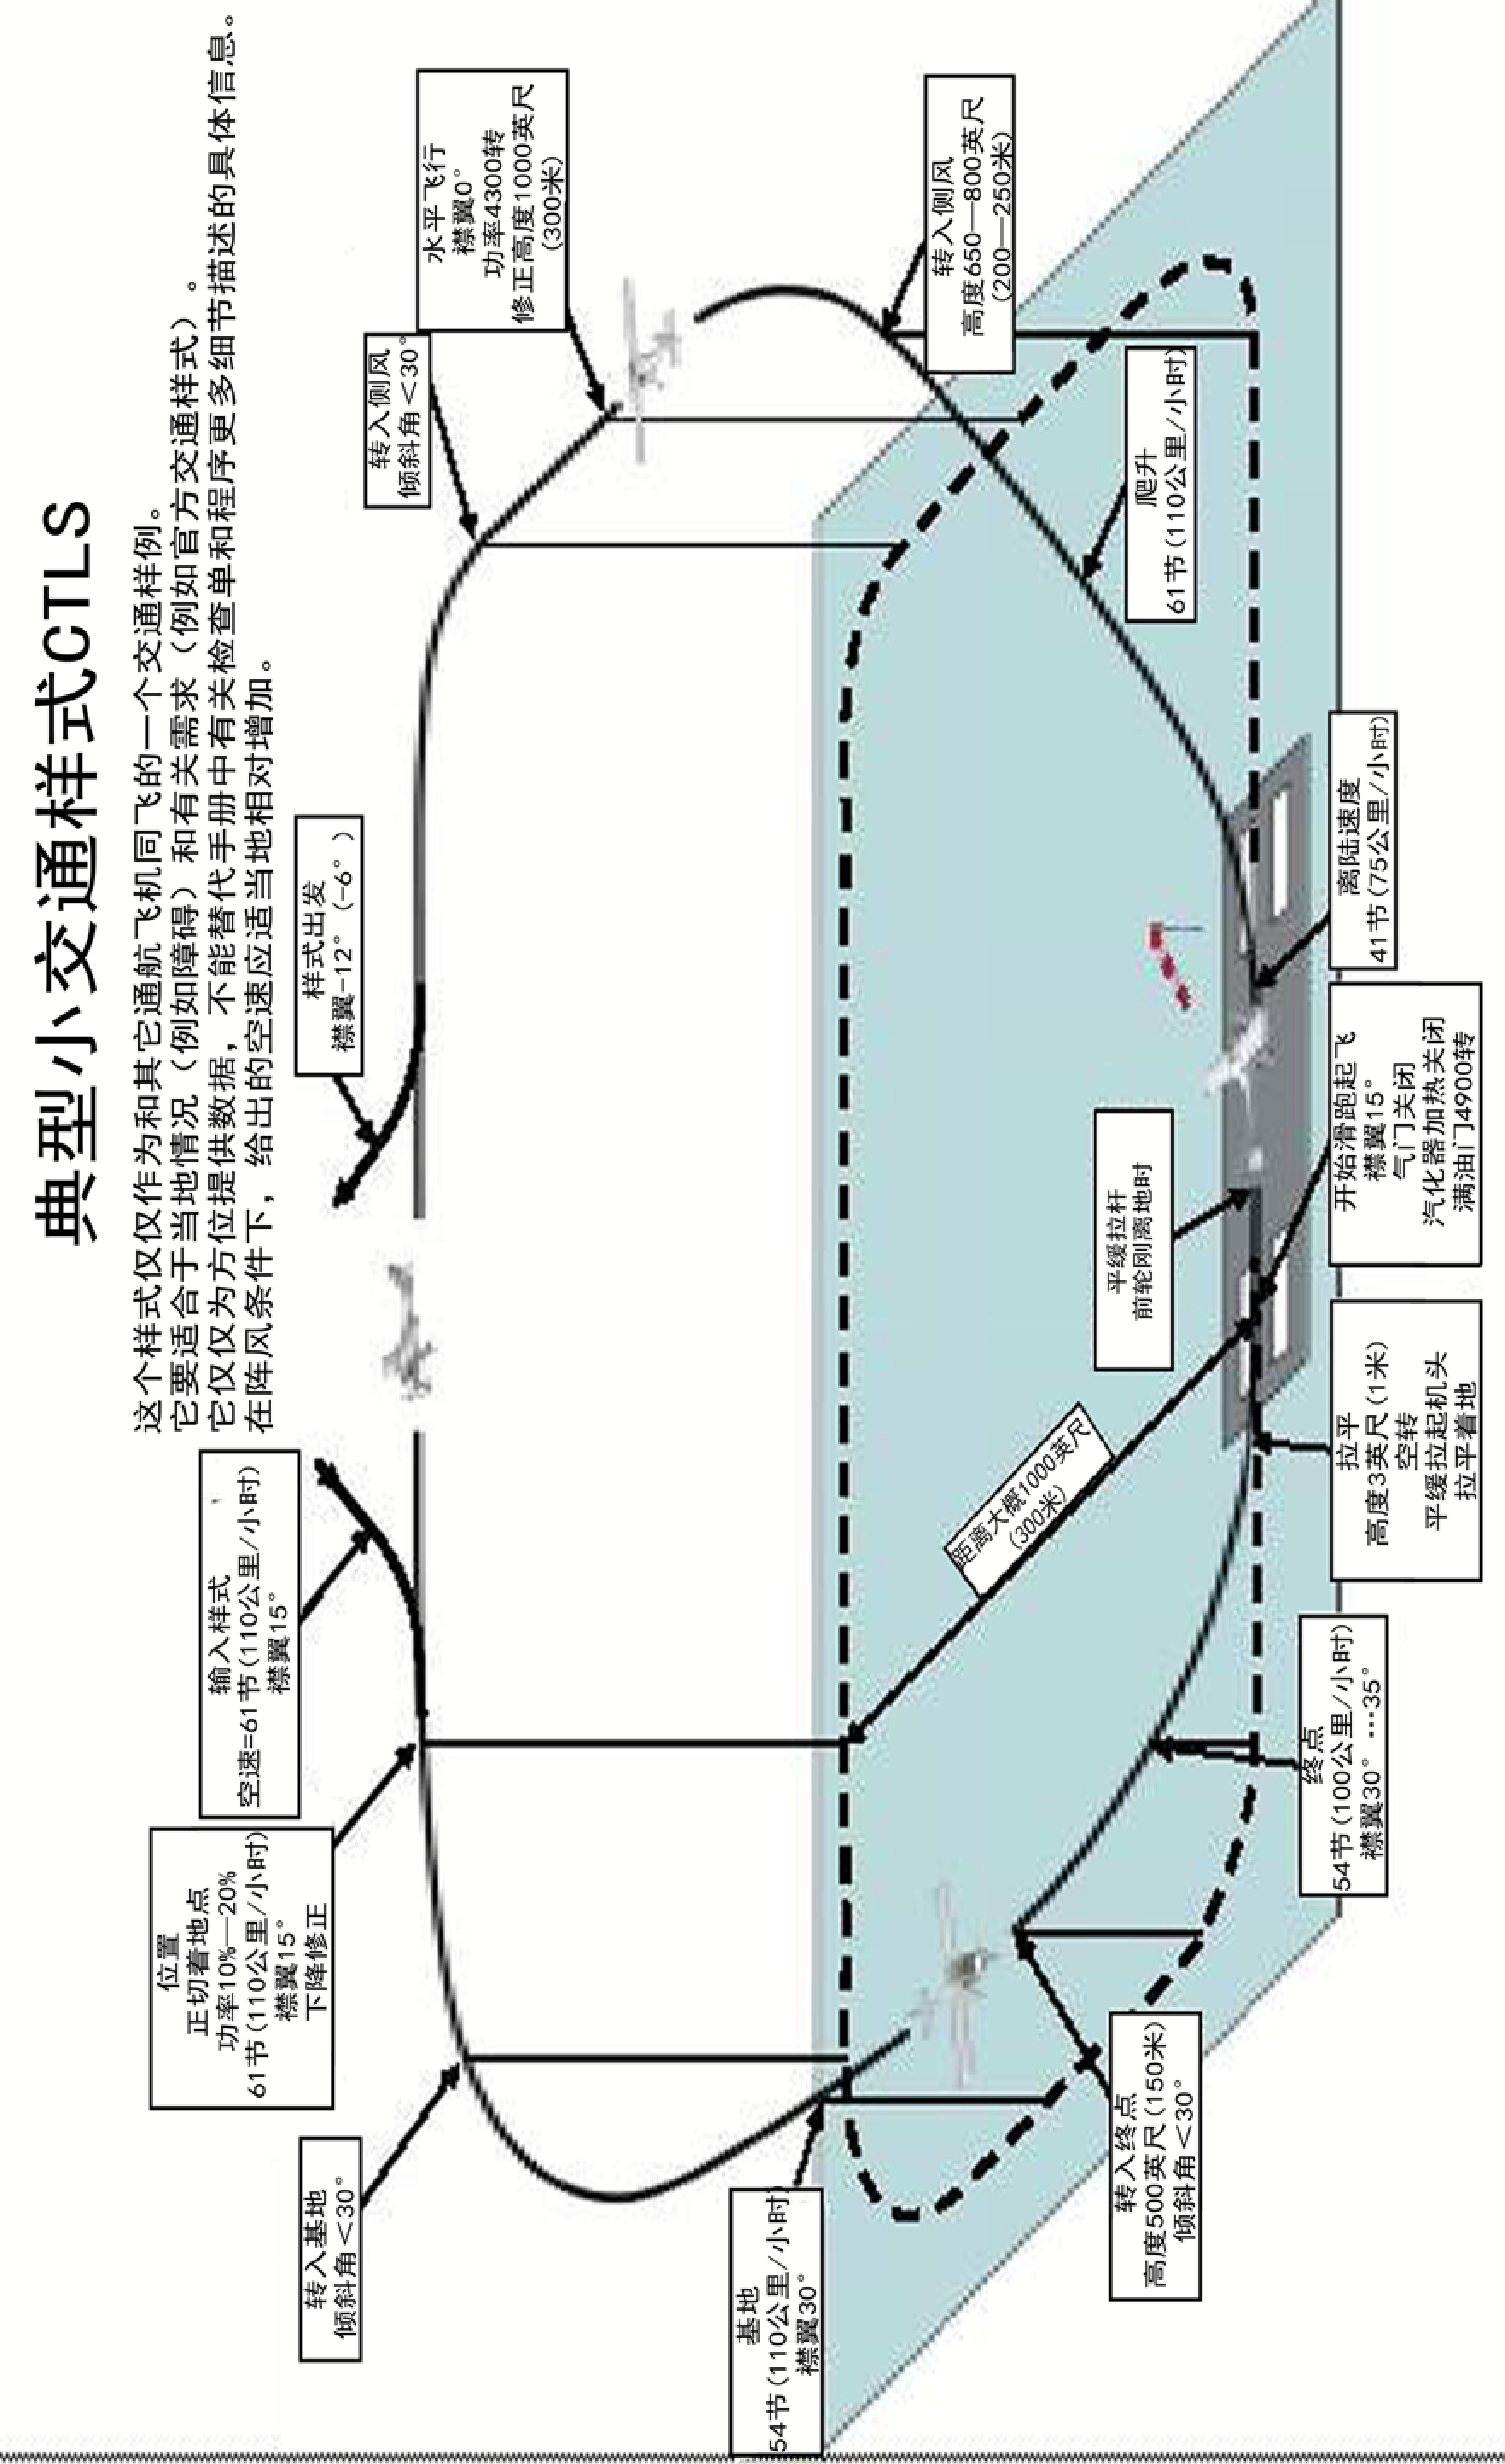 典型小交通样式CTLS
这个样式仅仅作为和其它通航飞机同飞的一个交通样例。
它要适合于当地情况（例如障碍）和有关需求（例如官方交通样式）。
它仅仅为方位提供数据，不能替代手册中有关检查单和程序更多细节描述的具体信息。
在阵风条件下，给出的空速应适当地相对增加。
位置
正切着地点
功率10%—20%
61节(110公里/小时)
襟翼15°
下降修正
输入样式
空速=61节(110公里/小时)
襟翼15°
样式出发
襟翼-12°(-6°)
转入侧风
倾斜角<30°
水平飞行
襟翼0°
功率4300转
修正高度1000英尺
(300米)
转入基地
倾斜角<30°
基地
54节(110公里/小时)
襟翼30°
距离大概1000英尺
(300米)
平缓拉杆
前轮刚离地时
爬升
61节(110公里/小时)
转入侧风
高度650—800英尺
(200—250米)
转入终点
高度500英尺(150米)
倾斜角<30°
终点
54节(100公里/小时)
襟翼30°…35°
拉平
高度3英尺(1米)
空转
平缓拉起机头
拉平着地
开始滑跑起飞
襟翼15°
气门关闭
汽化器加热关闭
满油门4900转
离陆速度
41节(75公里/小时)